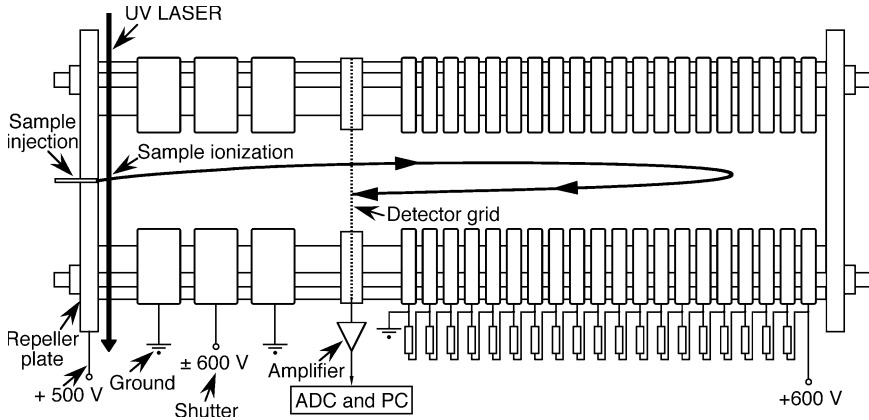 UV LASER
Sample
injection
Sample ionization
Detector grid
Repeller
plate
+ 500 V
Ground
± 600 V
Shutter
Amplifier
ADC and PC
+600 V